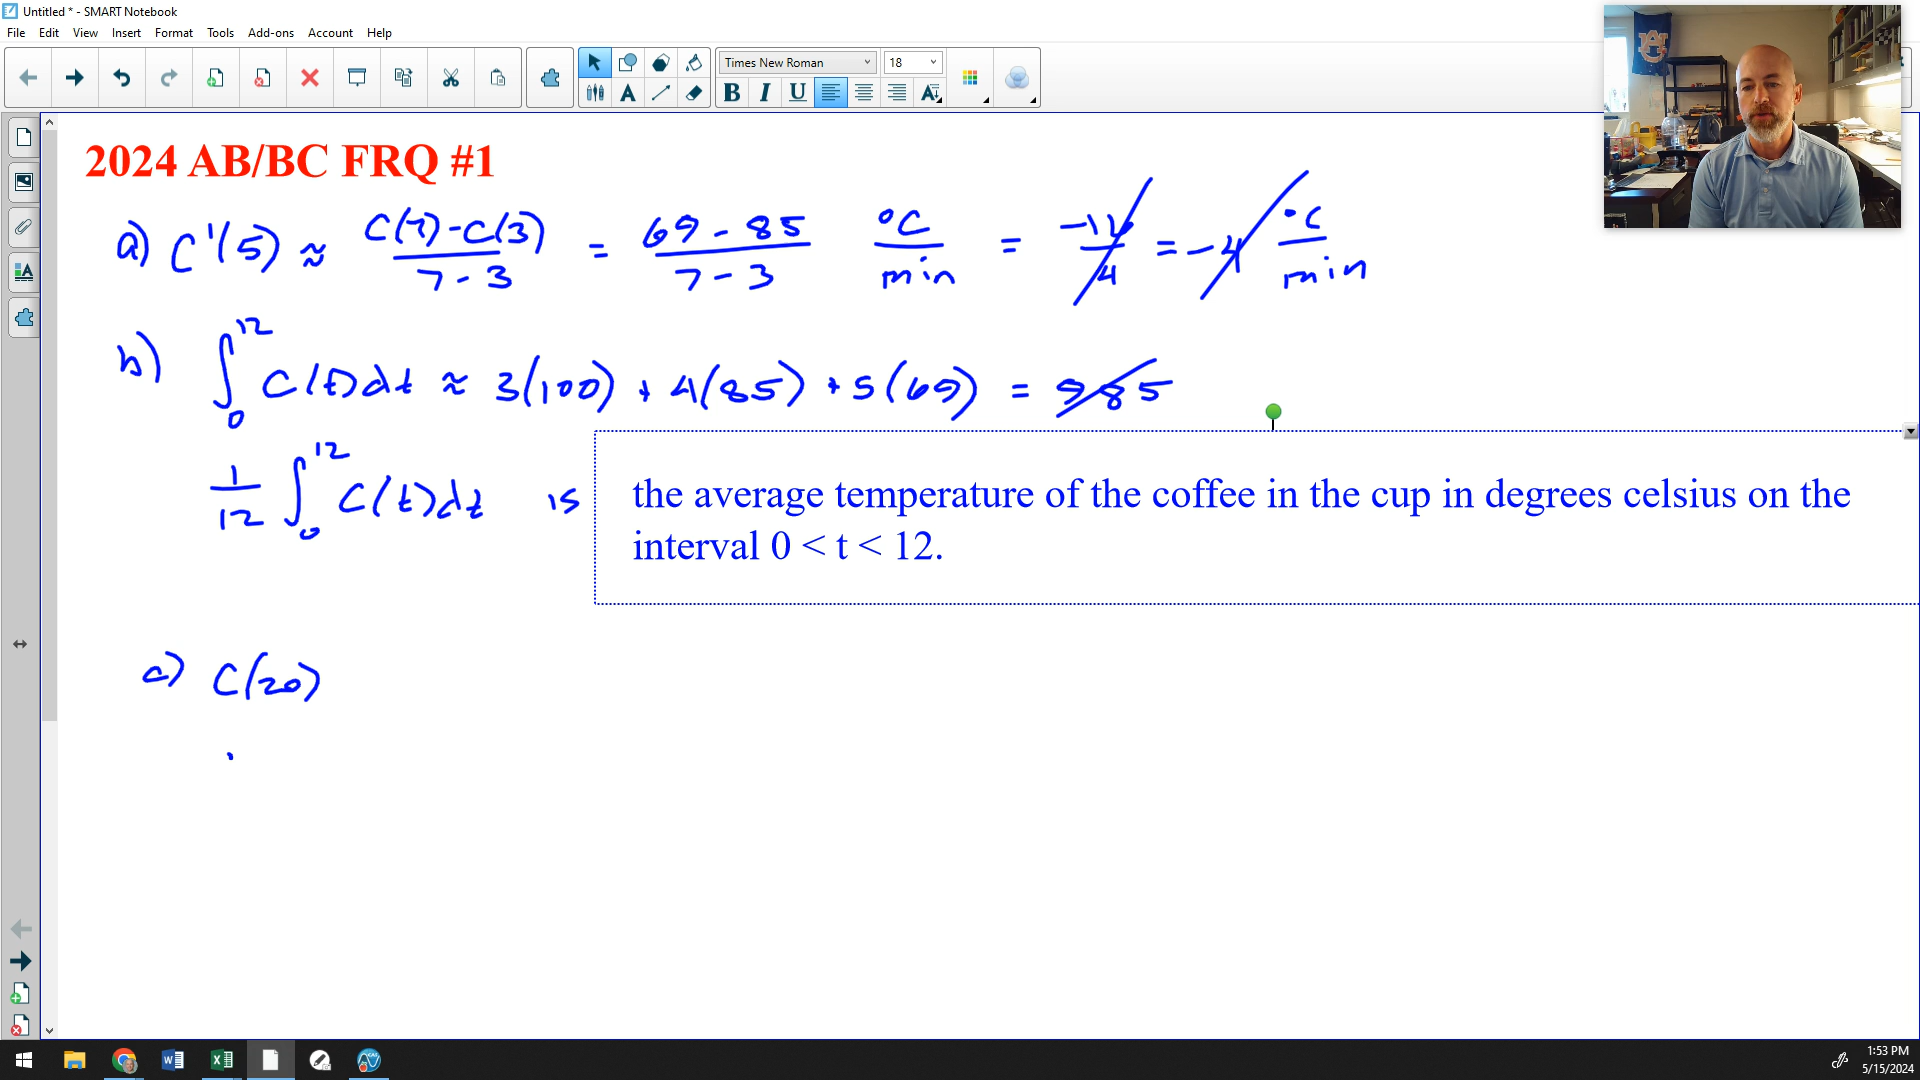 Untitled * - SMART Notebook
File Edit View Insert Format Tools Add-ons Account Help
Times New Roman 18
B I U
2024 AB/BC FRQ #1
a) C'(5) ≈ C(7)-C(3) / 7-3 = 69-85 / 7-3 °C / min = -16 / 4 = -4 °C / min
b) ∫₀¹² C(t)dt ≈ 3(100) + 4(85) + 5(69) = 985
1/12 ∫₀¹² C(t)dt is
the average temperature of the coffee in the cup in degrees celsius on the
interval 0 < t < 12.
c) C(20)
1:53 PM
5/15/2024